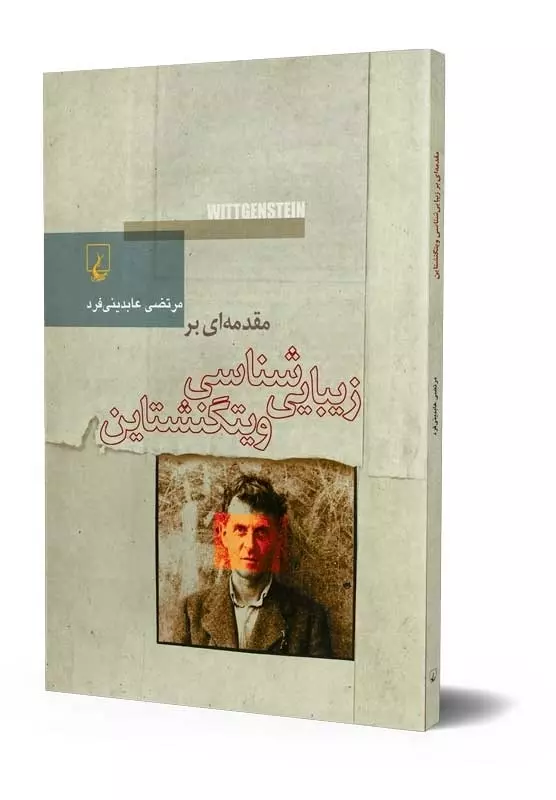 WITTGENSTEIN
مرتضی عابدینی‌فرد
مقدمه‌ای بر
زیبایی‌شناسی
ویتگنشتاین
مقدمه‌ای بر زیبایی‌شناسی ویتگنشتاین
مرتضی عابدینی‌فرد